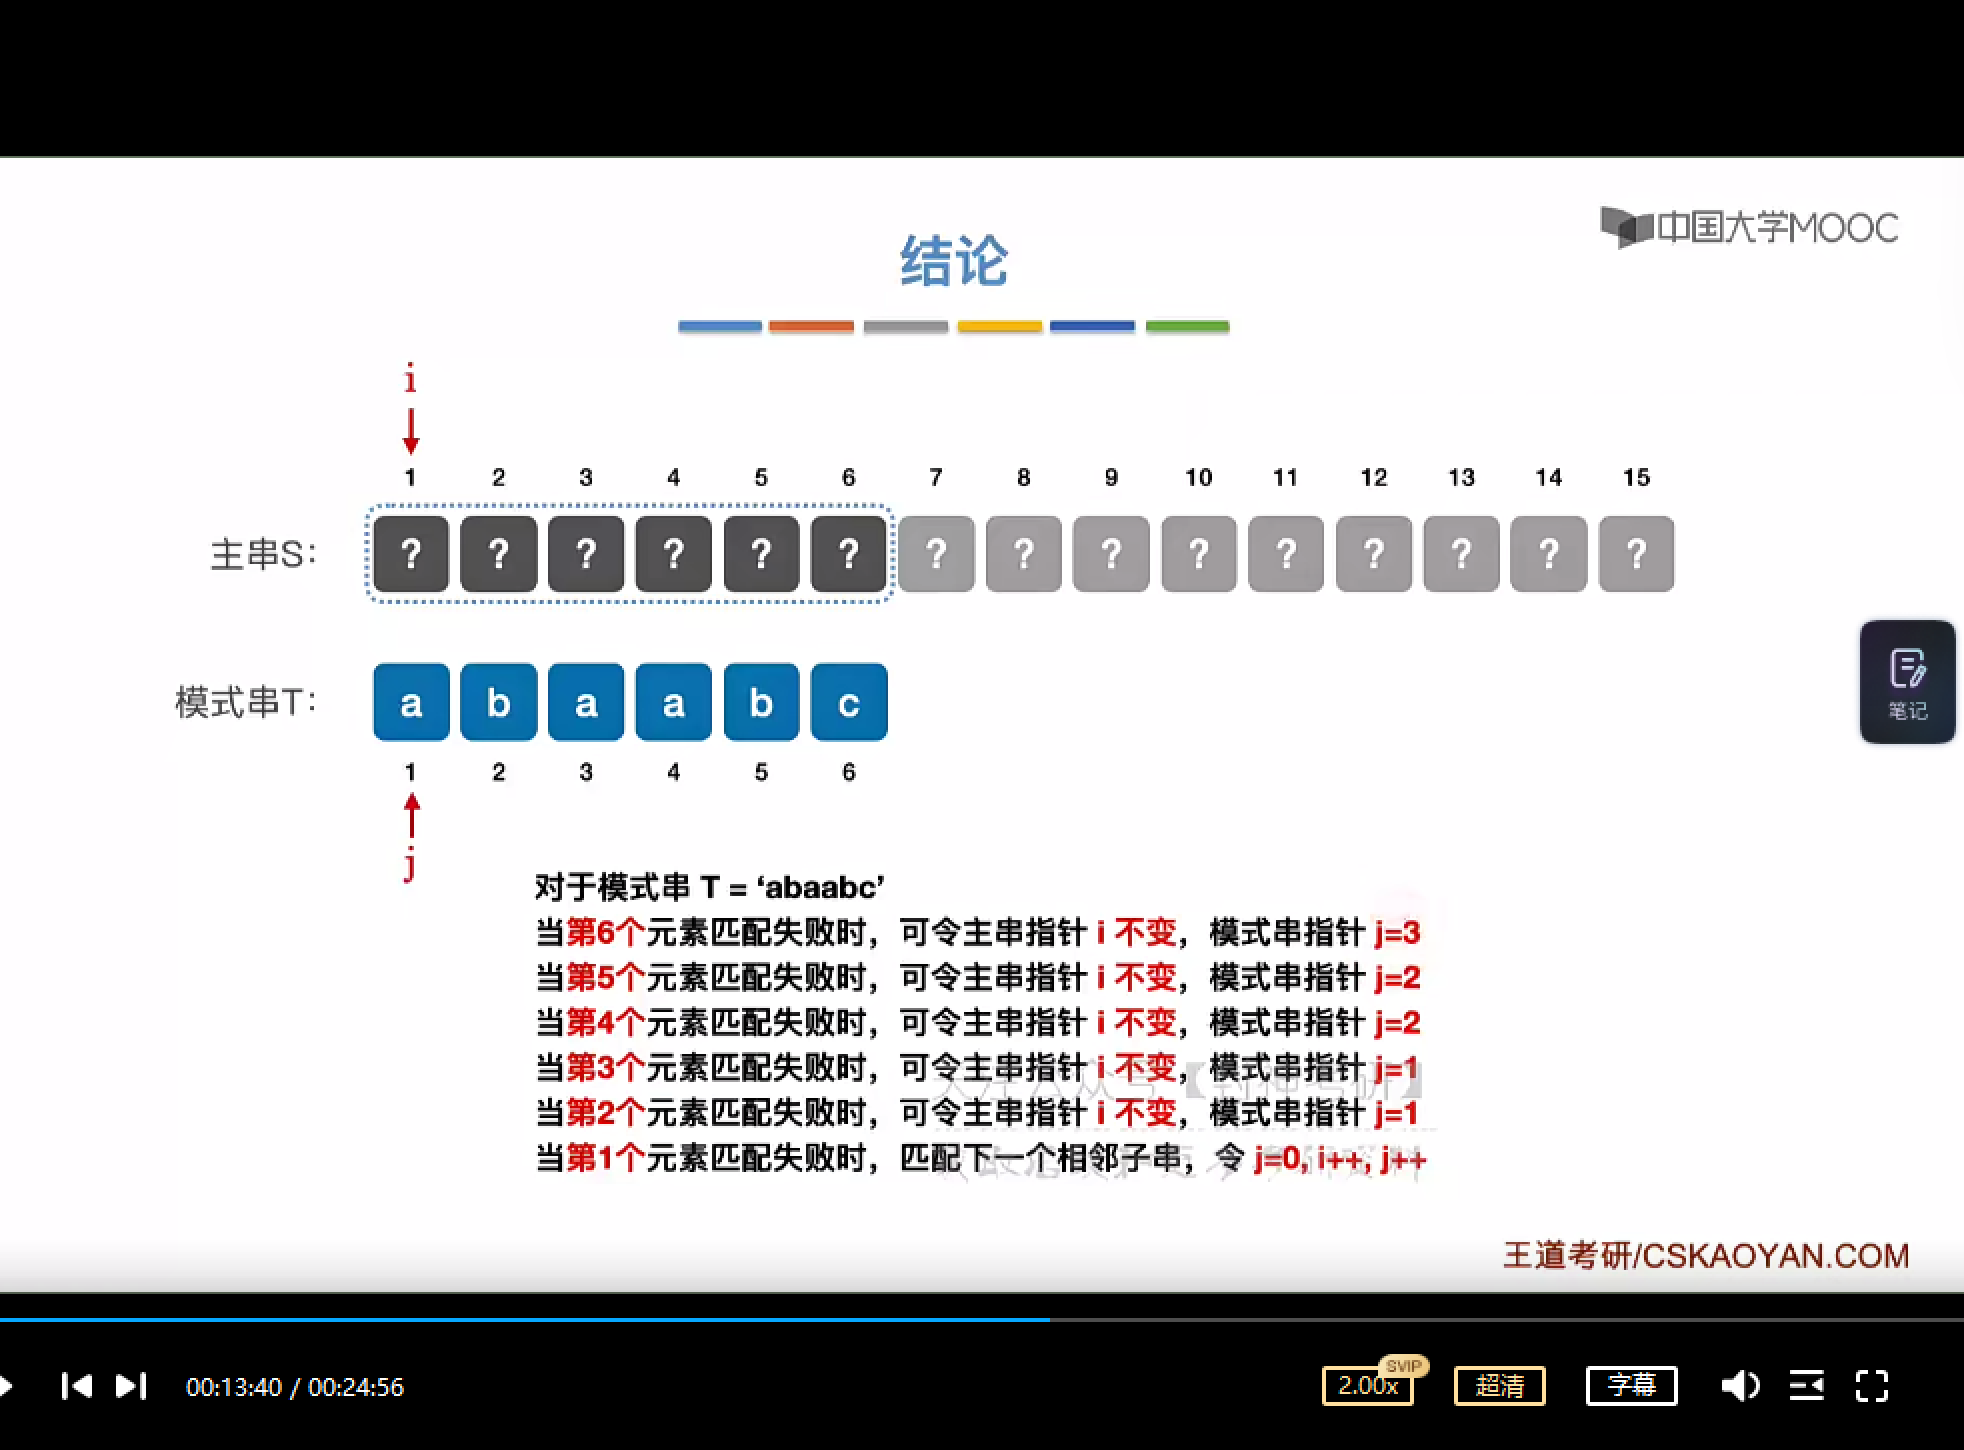 中国大学MOOC
结论
i
1 2 3 4 5 6 7 8 9 10 11 12 13 14 15
主串S: ? ? ? ? ? ? ? ? ? ? ? ? ? ? ?
模式串T: a b a a b c
1 2 3 4 5 6
j
笔记
对于模式串 T = ‘abaabc’
当第6个元素匹配失败时，可令主串指针 i 不变，模式串指针 j=3
当第5个元素匹配失败时，可令主串指针 i 不变，模式串指针 j=2
当第4个元素匹配失败时，可令主串指针 i 不变，模式串指针 j=2
当第3个元素匹配失败时，可令主串指针 i 不变，模式串指针 j=1
当第2个元素匹配失败时，可令主串指针 i 不变，模式串指针 j=1
当第1个元素匹配失败时，匹配下一个相邻子串，令 j=0, i++, j++
王道考研/CSKAOYAN.COM
00:13:40 / 00:24:56
SVIP
2.00x 超清 字幕